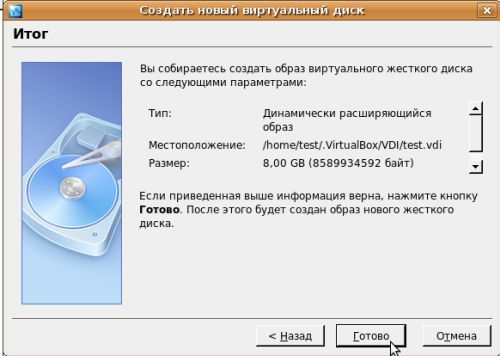 Создать новый виртуальный диск
Итог
Вы собираетесь создать образ виртуального жесткого диска
со следующими параметрами:
Тип: Динамически расширяющийся
образ
Местоположение: /home/test/.VirtualBox/VDI/test.vdi
Размер: 8,00 GB (8589934592 байт)
Если приведенная выше информация верна, нажмите кнопку
Готово. После этого будет создан образ нового жесткого
диска.
< Назад Готово Отмена